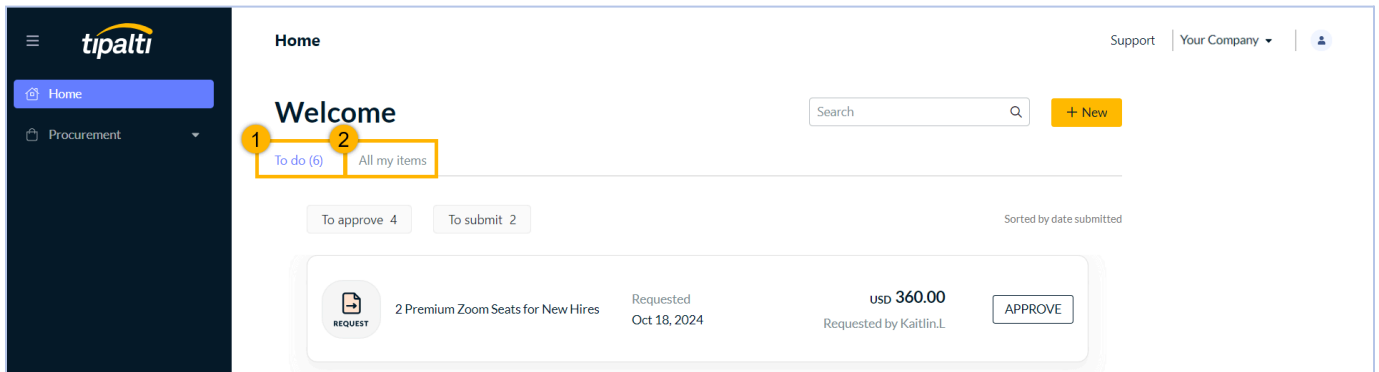 tipalti
Home
Procurement
Home
Support
Your Company
Welcome
Search
+ New
1
2
To do (6)
All my items
To approve 4
To submit 2
Sorted by date submitted
REQUEST
2 Premium Zoom Seats for New Hires
Requested
Oct 18, 2024
USD 360.00
Requested by Kaitlin.L
APPROVE